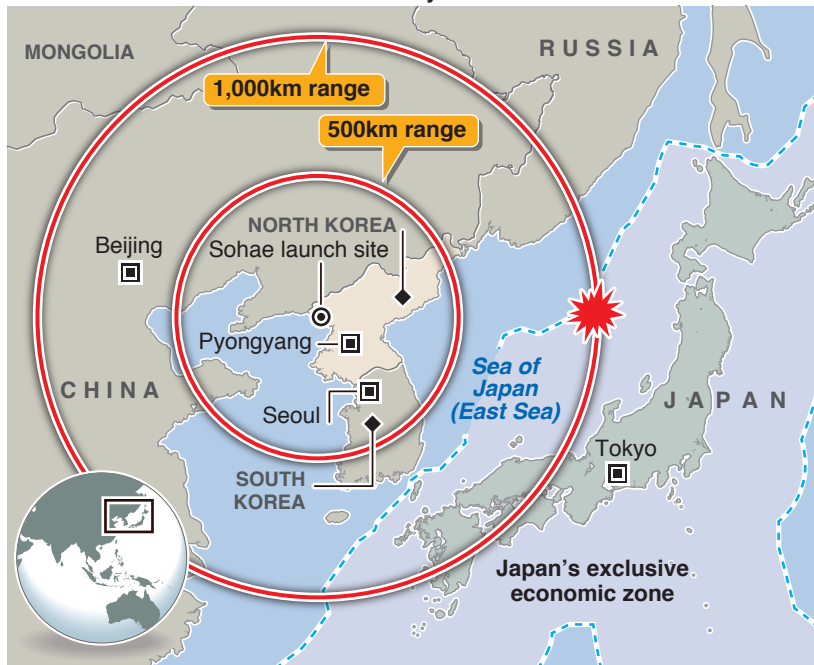 MONGOLIA
RUSSIA
1,000km range
500km range
NORTH KOREA
Sohae launch site
Beijing
Pyongyang
Sea of
Japan
(East Sea)
CHINA
JAPAN
Seoul
Tokyo
SOUTH
KOREA
Japan’s exclusive
economic zone